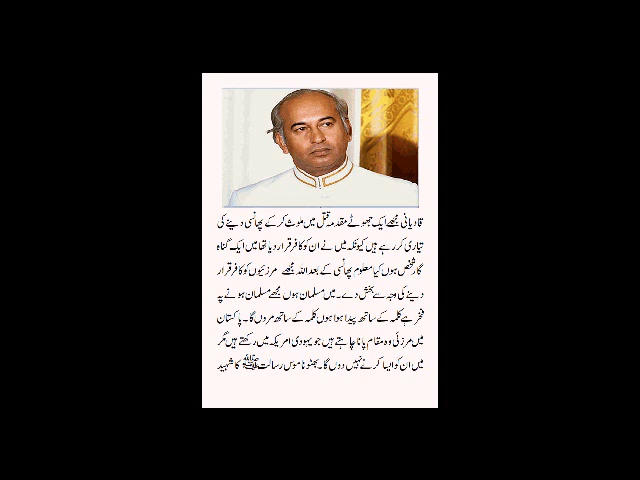 قادیانی مجھے ایک جھوٹے مقدمہ قتل میں ملوث کر کے پھانسی دینے کی
تیاری کر رہے ہیں کیونکہ میں نے ان کو کافر قرار دیا تھا میں ایک گناہ
گار شخص ہوں کیا معلوم پھانسی کے بعد اللہ مجھے مرزئیوں کو کافر قرار
دینے کی وجہ سے بخش دے۔ میں مسلمان ہوں مجھے مسلمان ہونے پہ
فخر ہے کلمہ کے ساتھ پیدا ہوا ہوں کلمہ کے ساتھ مروں گا۔ پاکستان
میں مرزئی وہ مقام پانا چاہتے ہیں جو یہودی امریکہ میں رکھتے ہیں مگر
میں ان کو ایسا کرنے نہیں دوں گا۔ بھٹو ناموس رسالت ﷺ کا شہید